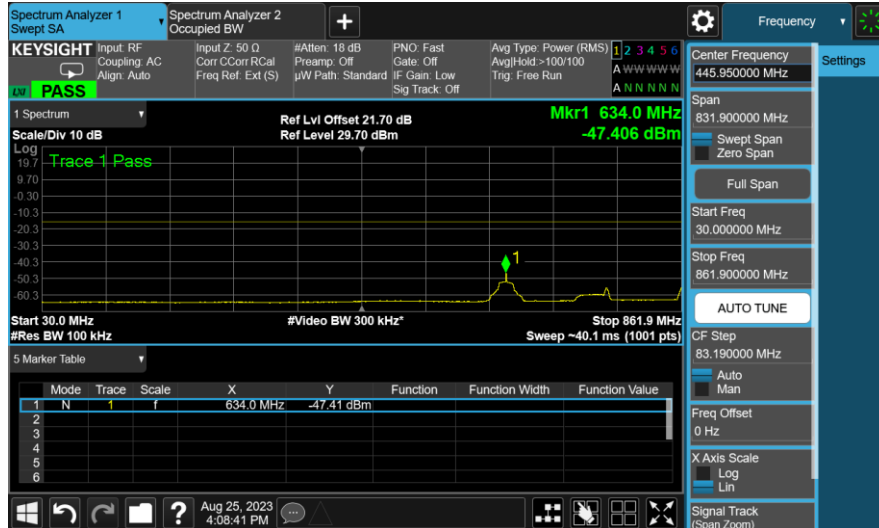 Spectrum Analyzer 1
Swept SA
Spectrum Analyzer 2
Occupied BW
Frequency
KEYSIGHT
Input: RF
Coupling: AC
Align: Auto
Input Z: 50 Ω
Corr CCorr RCal
Freq Ref: Ext (S)
#Atten: 18 dB
Preamp: Off
µW Path: Standard
PNO: Fast
Gate: Off
IF Gain: Low
Sig Track: Off
Avg Type: Power (RMS)
Avg|Hold:>100/100
Trig: Free Run
1 2 3 4 5 6
A W W W W W
A N N N N N
LXI PASS
1 Spectrum
Scale/Div 10 dB
Ref Lvl Offset 21.70 dB
Ref Level 29.70 dBm
Mkr1 634.0 MHz
-47.406 dBm
Log
Trace 1 Pass
19.7
9.70
-0.30
-10.3
-20.3
-30.3
-40.3
-50.3
-60.3
1
Start 30.0 MHz
#Video BW 300 kHz*
Stop 861.9 MHz
#Res BW 100 kHz
Sweep ~40.1 ms (1001 pts)
5 Marker Table
Mode Trace Scale X Y Function Function Width Function Value
1 N 1 f 634.0 MHz -47.41 dBm
2
3
4
5
6
Aug 25, 2023
4:08:41 PM
Center Frequency
445.950000 MHz
Settings
Span
831.900000 MHz
Swept Span
Zero Span
Full Span
Start Freq
30.000000 MHz
Stop Freq
861.900000 MHz
AUTO TUNE
CF Step
83.190000 MHz
Auto
Man
Freq Offset
0 Hz
X Axis Scale
Log
Lin
Signal Track
(Span Zoom)